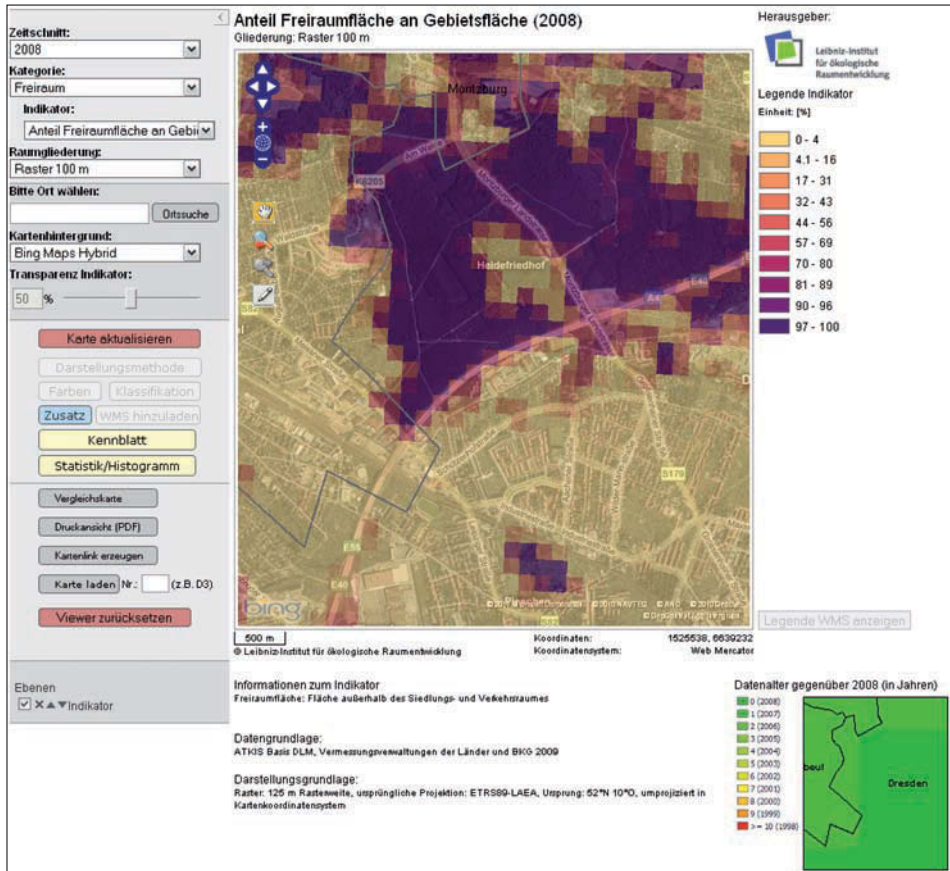 Zeitschnitt:
2008
Kategorie:
Freiraum
Indikator:
Anteil Freiraumfläche an Gebi
Raumgliederung:
Raster 100 m
Bitte Ort wählen:
Ortssuche
Kartenhintergrund:
Bing Maps Hybrid
Transparenz Indikator:
50 %
Karte aktualisieren
Darstellungsmethode
Farben Klassifikation
Zusatz WMS hinzuladen
Kennblatt
Statistik/Histogramm
Vergleichskarte
Druckansicht (PDF)
Kartenlink erzeugen
Karte laden Nr.: (z.B. D3)
Viewer zurücksetzen
Ebenen
Indikator
Anteil Freiraumfläche an Gebietsfläche (2008)
Gliederung: Raster 100 m
Moritzburg
K6205
Heidefriedhof
A4
E40
S179
E55
E40
bing
500 m
Koordinaten: 1525538, 6639232
© Leibniz-Institut für ökologische Raumentwicklung
Koordinatensystem: Web Mercator
Herausgeber:
Leibniz-Institut
für ökologische
Raumentwicklung
Legende Indikator
Einheit: [%]
0 - 4
4.1 - 16
17 - 31
32 - 43
44 - 56
57 - 69
70 - 80
81 - 89
90 - 96
97 - 100
Legende WMS anzeigen
Informationen zum Indikator
Freiraumfläche: Fläche außerhalb des Siedlungs- und Verkehrsraumes
Datengrundlage:
ATKIS Basis DLM, Vermessungsverwaltungen der Länder und BKG 2009
Darstellungsgrundlage:
Raster: 125 m Rasterweite, ursprüngliche Projektion: ETRS89-LAEA, Ursprung: 52°N 10°O, umprojiziert in
Kartenkoordinatensystem
Datenalter gegenüber 2008 (in Jahren)
0 (2008)
1 (2007)
2 (2006)
3 (2005)
4 (2004)
5 (2003)
6 (2002)
7 (2001)
8 (2000)
9 (1999)
>= 10 (1998)
beul
Dresden